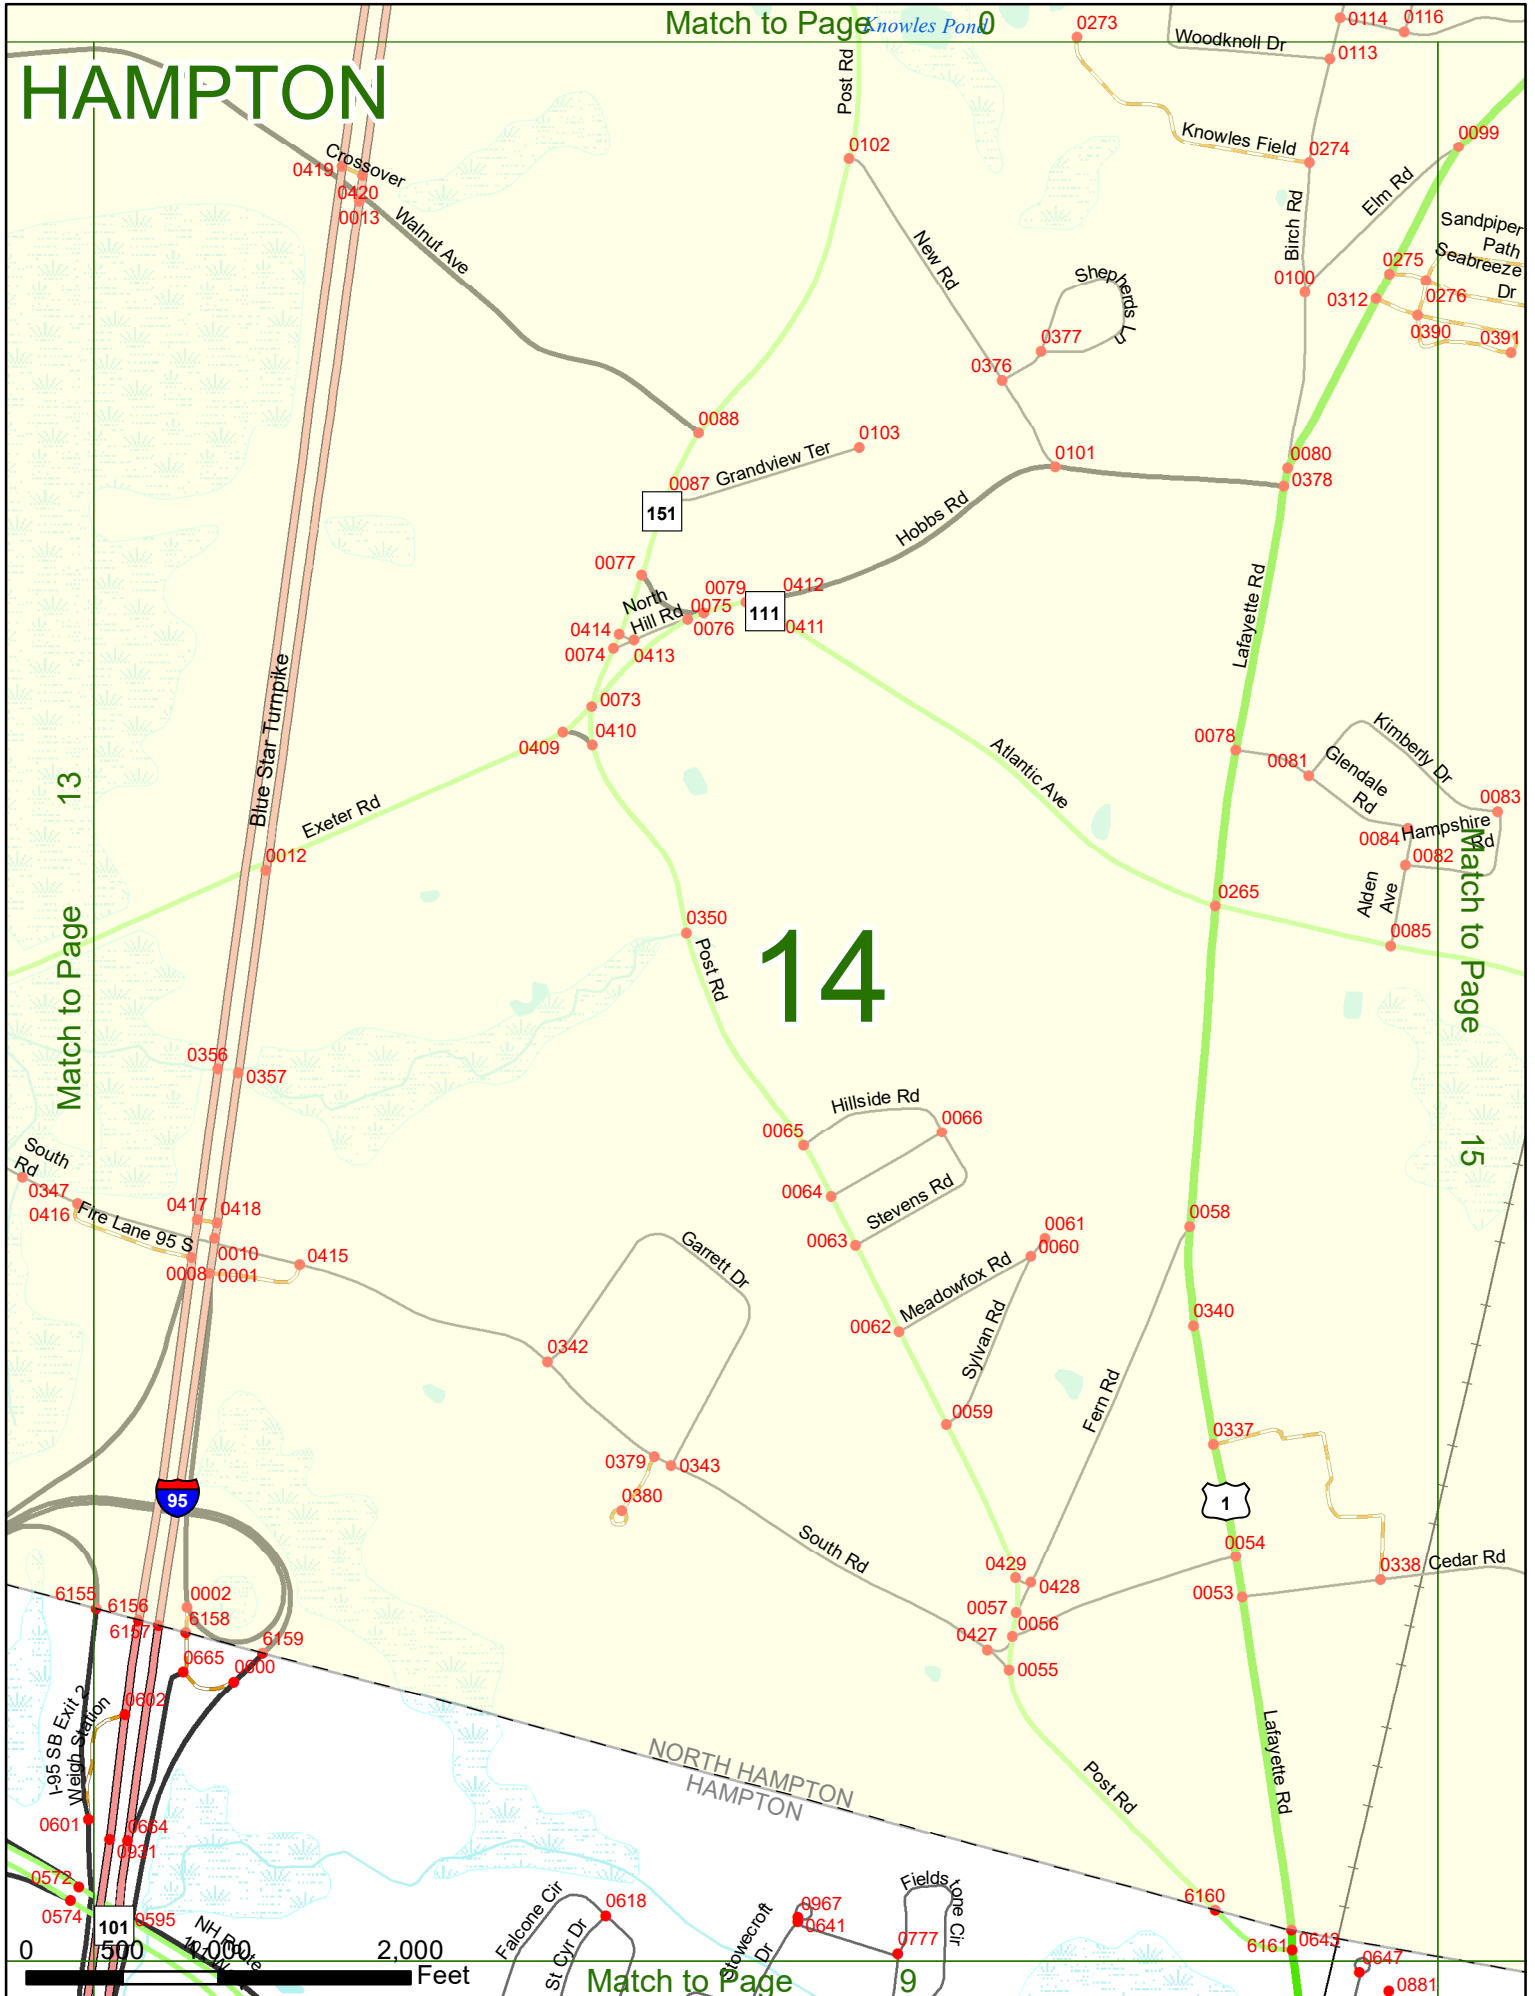 Match to Page 0
Knowles Pond
HAMPTON
0273
Woodknoll Dr
0114
0116
0113
Post Rd
0102
Knowles Field
0274
0099
Crossover
0419
0420
0013
Walnut Ave
New Rd
Birch Rd
Elm Rd
Sandpiper
Path
Seabreeze
Dr
0275
0276
0100
0312
0390
0391
Shepherds Ln
0377
0376
0088
0103
Grandview Ter
0087
151
0101
0080
0378
Hobbs Rd
0077
0079
0412
North
Hill Rd
0075
0076
111
0411
0414
0074
0413
Lafayette Rd
0073
0410
0409
Blue Star Turnpike
Exeter Rd
0012
Atlantic Ave
0078
0081
Kimberly Dr
Glendale
Rd
0083
0084
Hampshire
Rd
0082
Alden
Ave
0265
0085
Match to Page 13
Match to Page 15
0350
Post Rd
14
0356
0357
Hillside Rd
0065
0066
0064
Stevens Rd
0063
South
Rd
0347
0416
Fire Lane 95 S
0417
0418
0010
0008
0001
0415
0058
0061
0060
Garrett Dr
Meadowfox Rd
0062
Sylvan Rd
0340
0342
Fern Rd
0059
0337
0379
0343
0380
95
1
South Rd
0054
0338
Cedar Rd
0053
0429
0428
0057
0056
0427
0055
6155
6156
6157
0002
6158
6159
0665
0600
0602
I-95 SB Exit 2
Weigh Station
NORTH HAMPTON
HAMPTON
Post Rd
Lafayette Rd
0601
0664
0931
0572
0574
101
0595
NH Route
101 W
Falcone Cir
0618
St Cyr Dr
Stowecroft
Dr
0967
0641
Fieldstone Cir
0777
6160
0643
6161
0647
0881
0 500 1,000 2,000
Feet
Match to Page 9